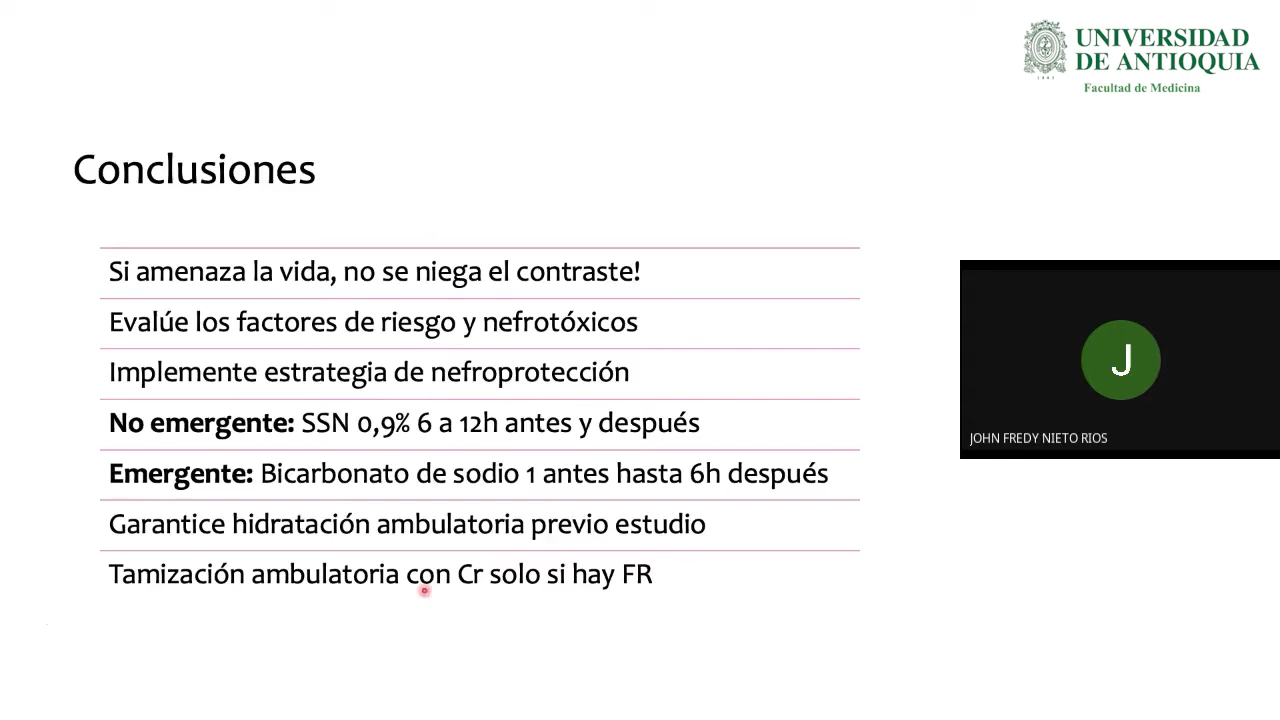 UNIVERSIDAD
DE ANTIOQUIA
1803
Facultad de Medicina
Conclusiones
Si amenaza la vida, no se niega el contraste!
Evalúe los factores de riesgo y nefrotóxicos
Implemente estrategia de nefroprotección
No emergente: SSN 0,9% 6 a 12h antes y después
Emergente: Bicarbonato de sodio 1 antes hasta 6h después
Garantice hidratación ambulatoria previo estudio
Tamización ambulatoria con Cr solo si hay FR
J
JOHN FREDY NIETO RIOS